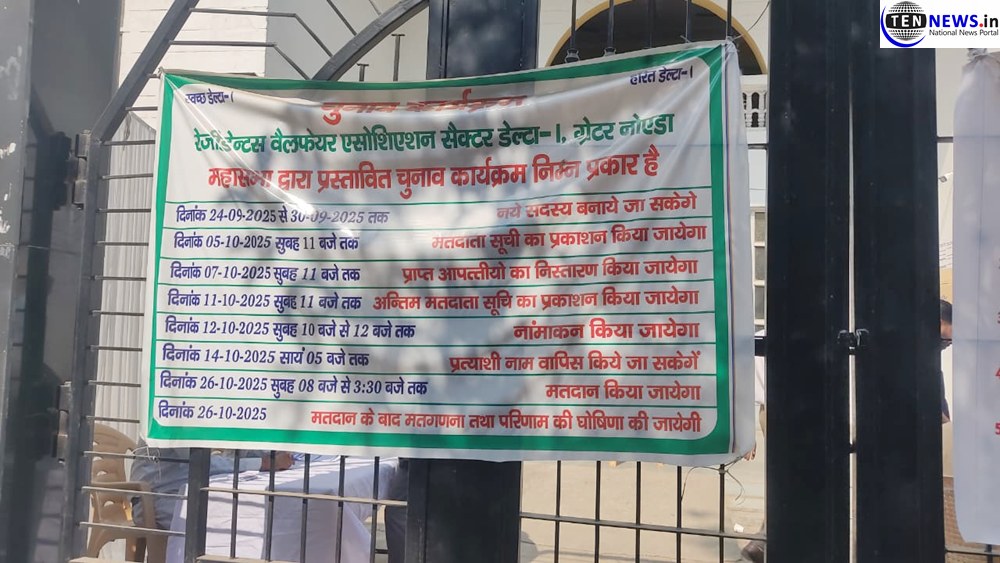 TEN NEWS.in
National News Portal
स्वच्छ डेल्टा-।
हरित डेल्टा-।
चुनाव कार्यक्रम
रेजीडेन्टस वैलफेयर एसोशिएशन सैक्टर डेल्टा-।, ग्रेटर नोएडा
महासभा द्वारा प्रस्तावित चुनाव कार्यक्रम निम्न प्रकार है
दिनांक 24-09-2025 से 30-09-2025 तक नये सदस्य बनाये जा सकेगे
दिनांक 05-10-2025 सुबह 11 बजे तक मतदाता सूची का प्रकाशन किया जायेगा
दिनांक 07-10-2025 सुबह 11 बजे तक प्राप्त आपत्तीयो का निस्तारण किया जायेगा
दिनांक 11-10-2025 सुबह 11 बजे तक अन्तिम मतदाता सूचि का प्रकाशन किया जायेगा
दिनांक 12-10-2025 सुबह 10 बजे से 12 बजे तक नांमाकन किया जायेगा
दिनांक 14-10-2025 सायं 05 बजे तक प्रत्याशी नाम वापिस किये जा सकेगें
दिनांक 26-10-2025 सुबह 08 बजे से 3:30 बजे तक मतदान किया जायेगा
दिनांक 26-10-2025 मतदान के बाद मतगणना तथा परिणाम की घोषिणा की जायेगी